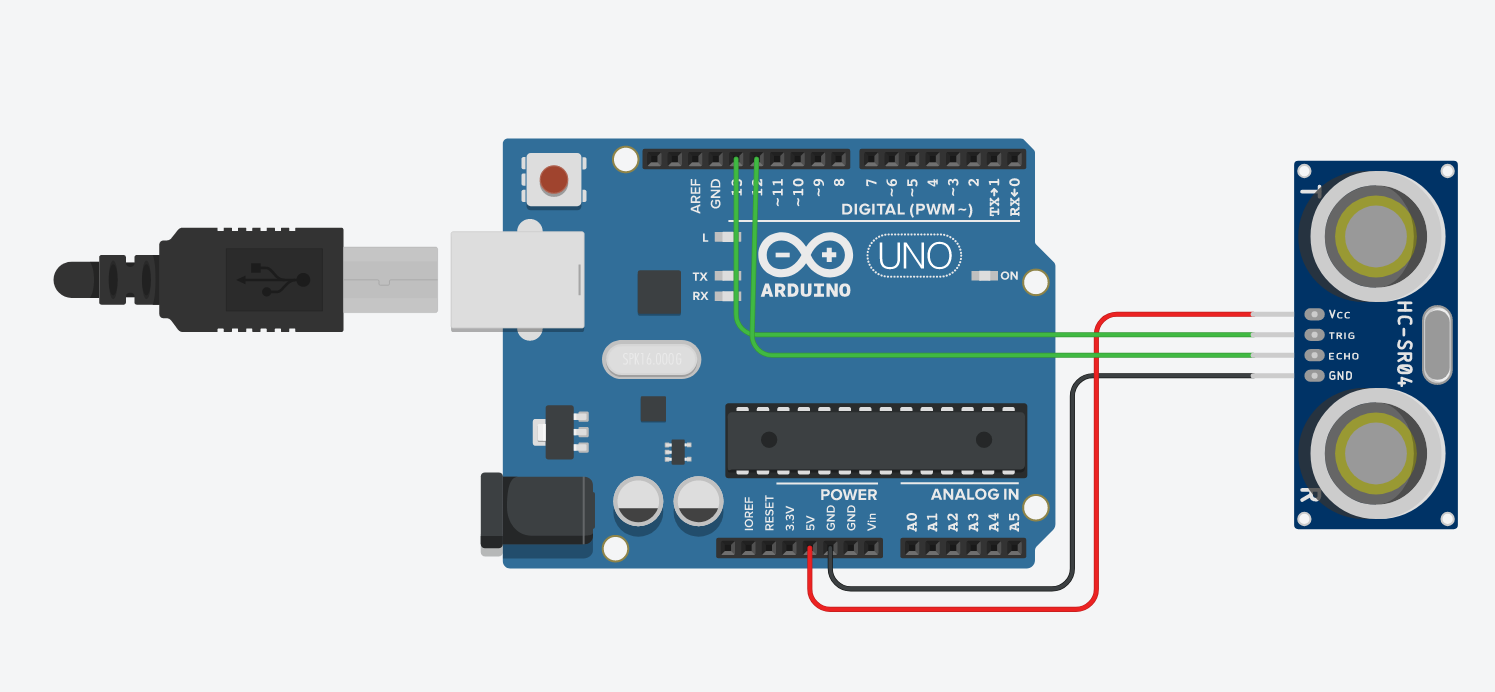 AREF
GND
13
12
~11
~10
~9
8
7
~6
~5
4
~3
2
TX→1
RX←0
DIGITAL (PWM~)
L
TX
RX
UNO
ON
ARDUINO
SPK16.000G
T
HC-SR04
VCC
TRIG
ECHO
GND
R
POWER
ANALOG IN
IOREF
RESET
3.3V
5V
GND
GND
Vin
A0
A1
A2
A3
A4
A5